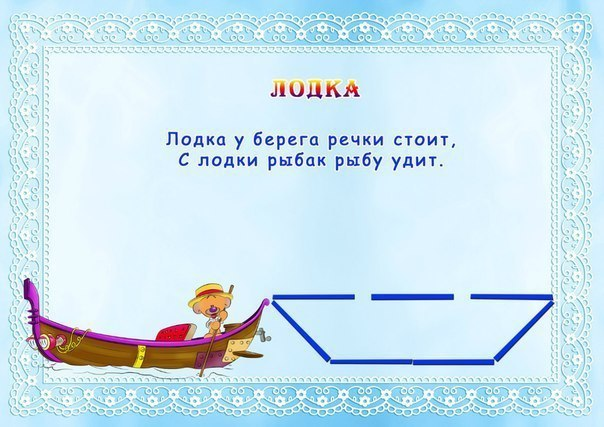 ЛОДКА
Лодка у берега речки стоит,
С лодки рыбак рыбу удит.